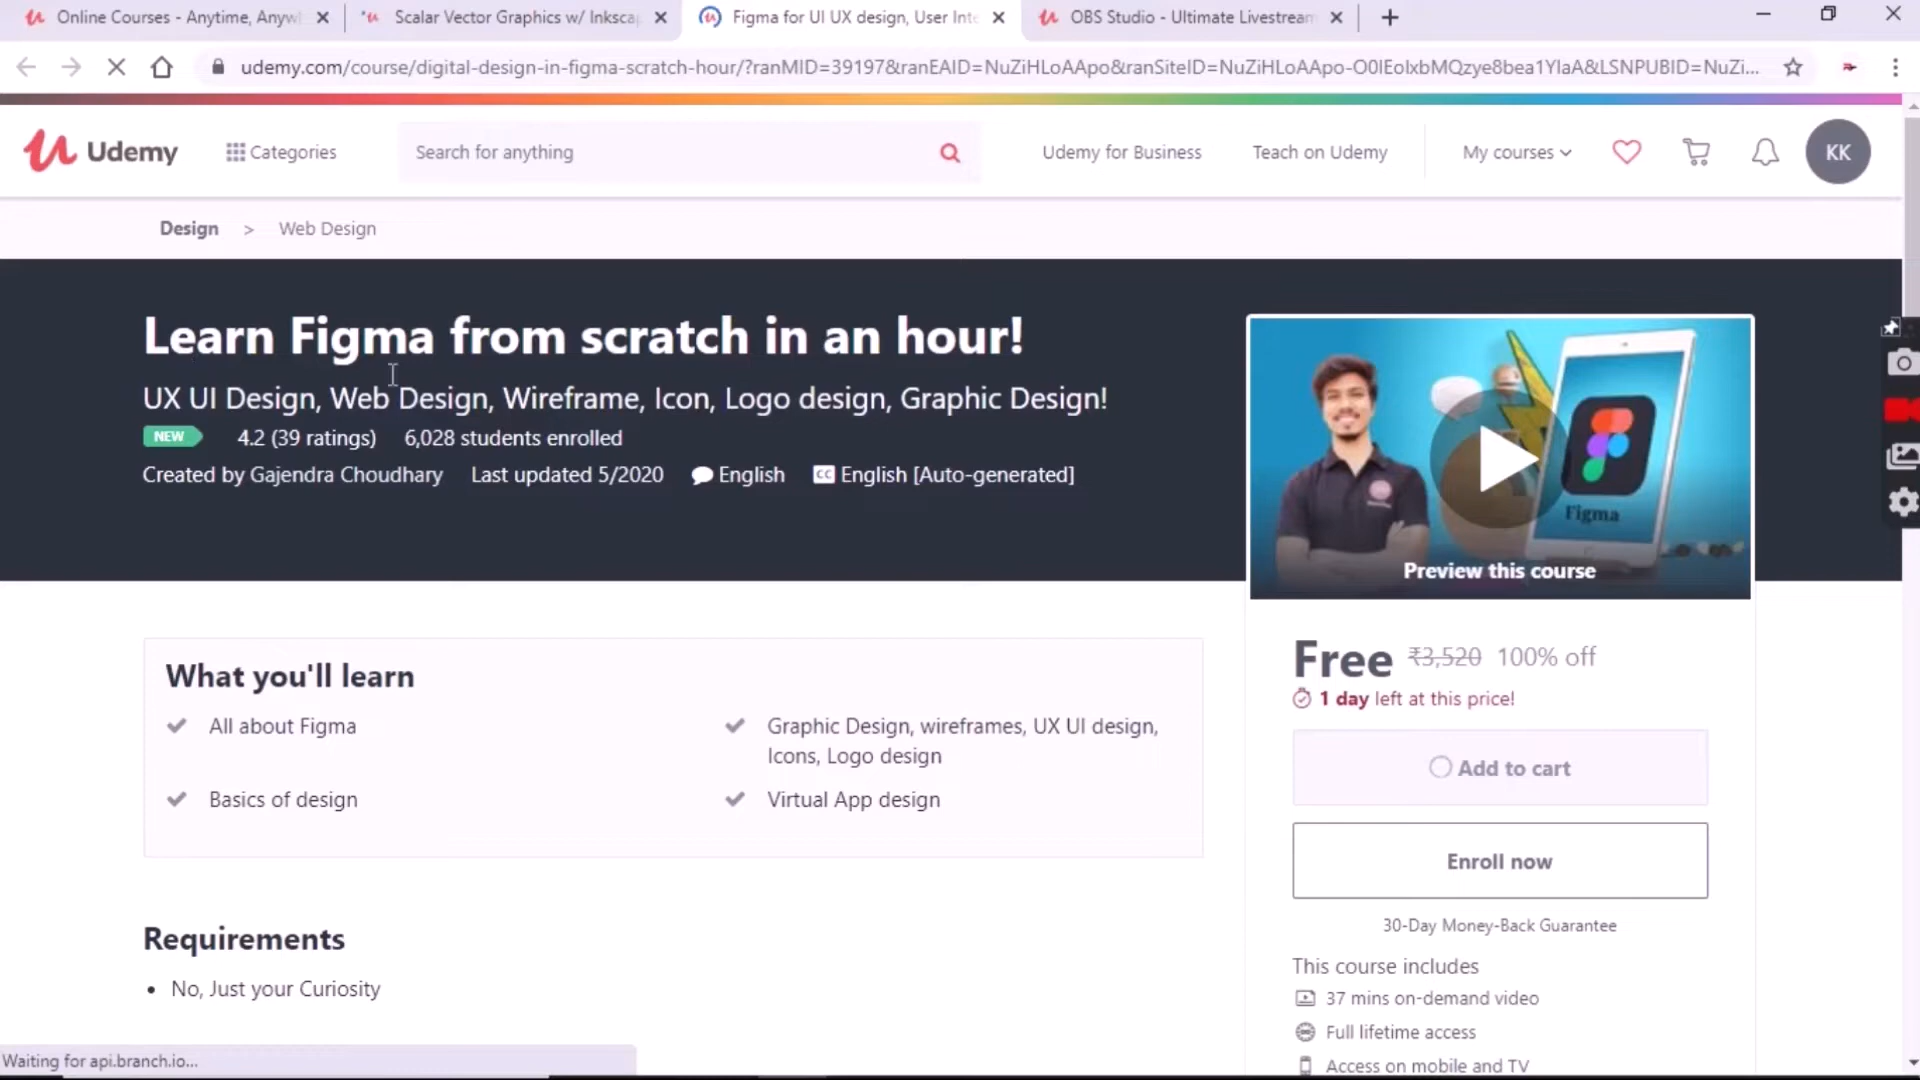 Online Courses - Anytime, Anyw
Scalar Vector Graphics w/ Inksca
Figma for UI UX design, User Inte
OBS Studio - Ultimate Livestream
udemy.com/course/digital-design-in-figma-scratch-hour/?ranMID=39197&ranEAID=NuZiHLoAApo&ranSiteID=NuZiHLoAApo-O0IEoIxbMQzye8bea1YIaA&LSNPUBID=NuZi...
Udemy
Categories
Search for anything
Udemy for Business
Teach on Udemy
My courses
KK
Design > Web Design
Learn Figma from scratch in an hour!
UX UI Design, Web Design, Wireframe, Icon, Logo design, Graphic Design!
NEW 4.2 (39 ratings) 6,028 students enrolled
Created by Gajendra Choudhary Last updated 5/2020 English CC English [Auto-generated]
Figma
Preview this course
What you'll learn
All about Figma
Graphic Design, wireframes, UX UI design,
Icons, Logo design
Basics of design
Virtual App design
Requirements
• No, Just your Curiosity
Free ₹3,520 100% off
1 day left at this price!
Add to cart
Enroll now
30-Day Money-Back Guarantee
This course includes
37 mins on-demand video
Full lifetime access
Access on mobile and TV
Waiting for api.branch.io...